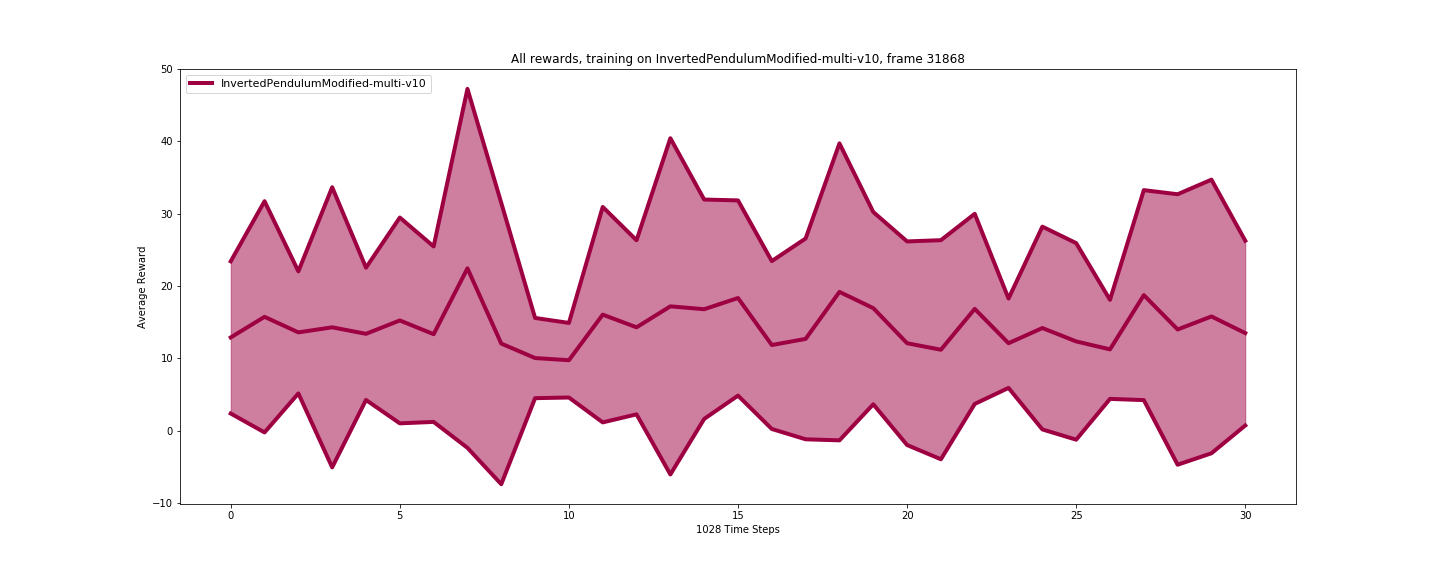 All rewards, training on InvertedPendulumModified-multi-v10, frame 31868
InvertedPendulumModified-multi-v10
50
40
30
20
10
0
−10
Average Reward
0 5 10 15 20 25 30
1028 Time Steps